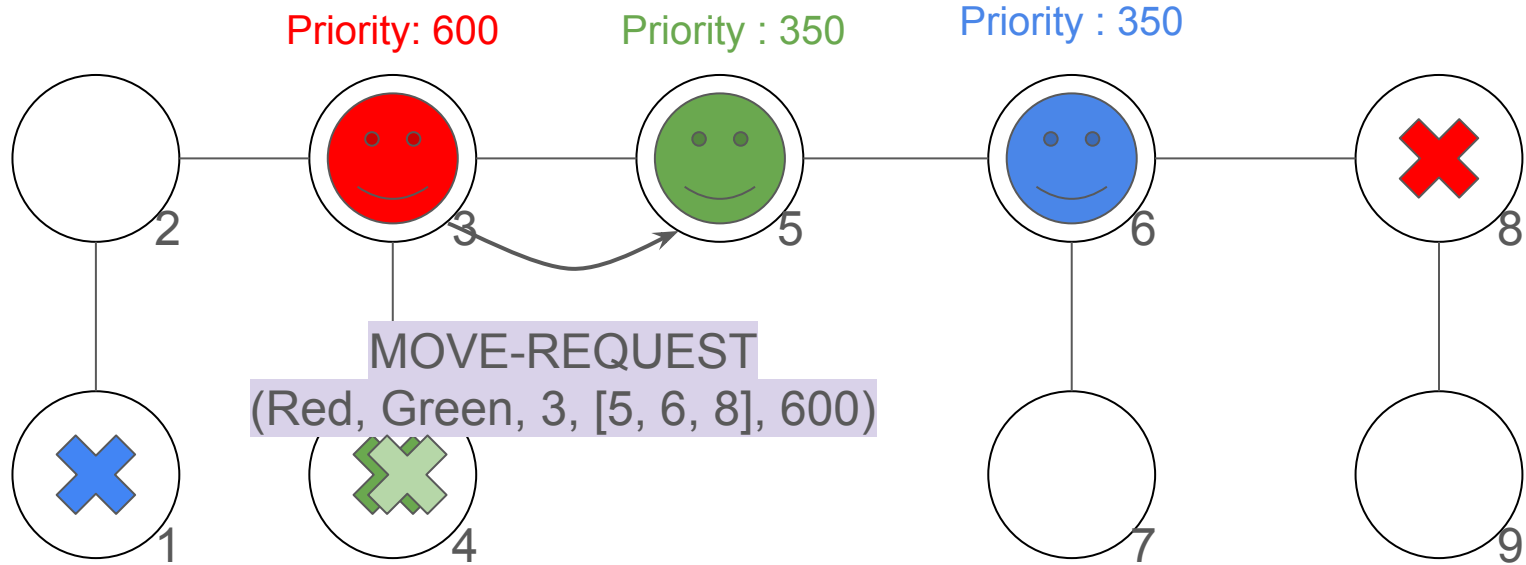 Priority: 600
Priority : 350
Priority : 350
2
3
5
6
8
MOVE-REQUEST
(Red, Green, 3, [5, 6, 8], 600)
1
4
7
9